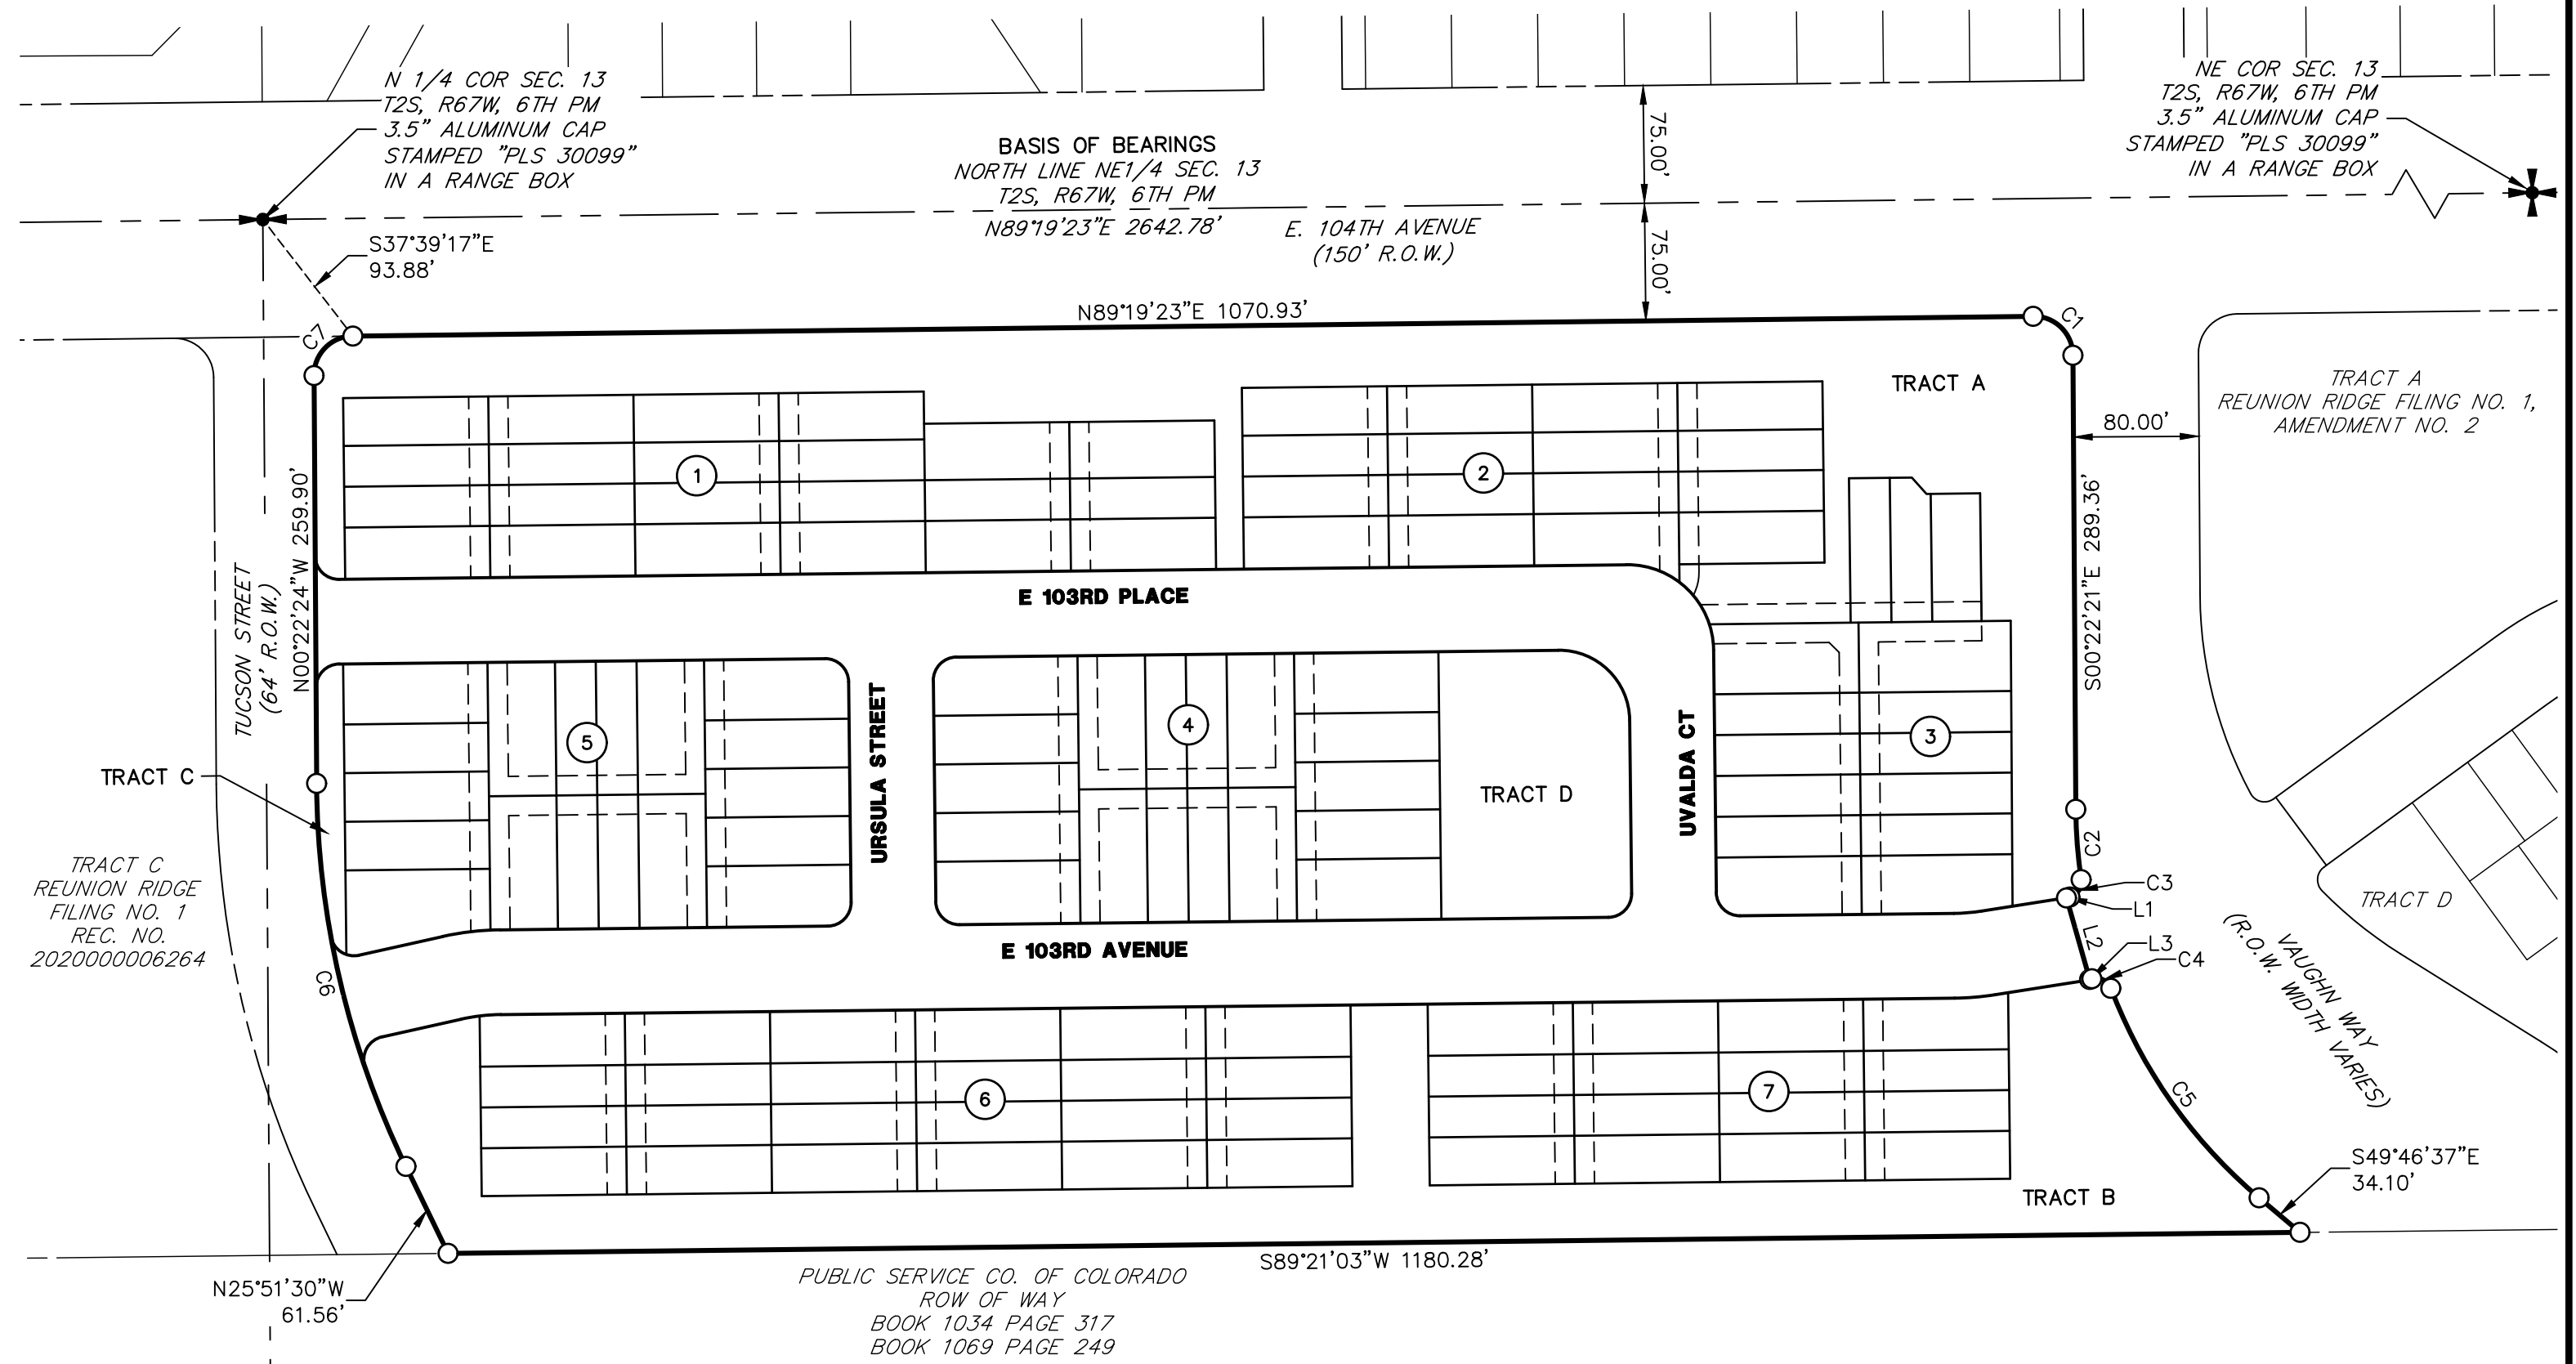 N 1/4 COR SEC. 13
T2S, R67W, 6TH PM
3.5" ALUMINUM CAP
STAMPED "PLS 30099"
IN A RANGE BOX
BASIS OF BEARINGS
NORTH LINE NE1/4 SEC. 13
T2S, R67W, 6TH PM
N89°19'23"E 2642.78'
E. 104TH AVENUE
(150' R.O.W.)
75.00'
75.00'
NE COR SEC. 13
T2S, R67W, 6TH PM
3.5" ALUMINUM CAP
STAMPED "PLS 30099"
IN A RANGE BOX
S37°39'17"E
93.88'
N89°19'23"E 1070.93'
C7
C1
TRACT A
TRACT A
REUNION RIDGE FILING NO. 1,
AMENDMENT NO. 2
80.00'
1
2
N00°22'24"W 259.90'
TUCSON STREET
(64' R.O.W.)
S00°22'21"E 289.36'
E 103RD PLACE
5
URSULA STREET
4
TRACT D
UVALDA CT
3
TRACT C
TRACT C
REUNION RIDGE
FILING NO. 1
REC. NO.
2020000006264
C2
C3
L1
L2
L3
C4
TRACT D
VAUGHN WAY
(R.O.W. WIDTH VARIES)
E 103RD AVENUE
C6
6
7
C5
S49°46'37"E
34.10'
TRACT B
S89°21'03"W 1180.28'
N25°51'30"W
61.56'
PUBLIC SERVICE CO. OF COLORADO
ROW OF WAY
BOOK 1034 PAGE 317
BOOK 1069 PAGE 249